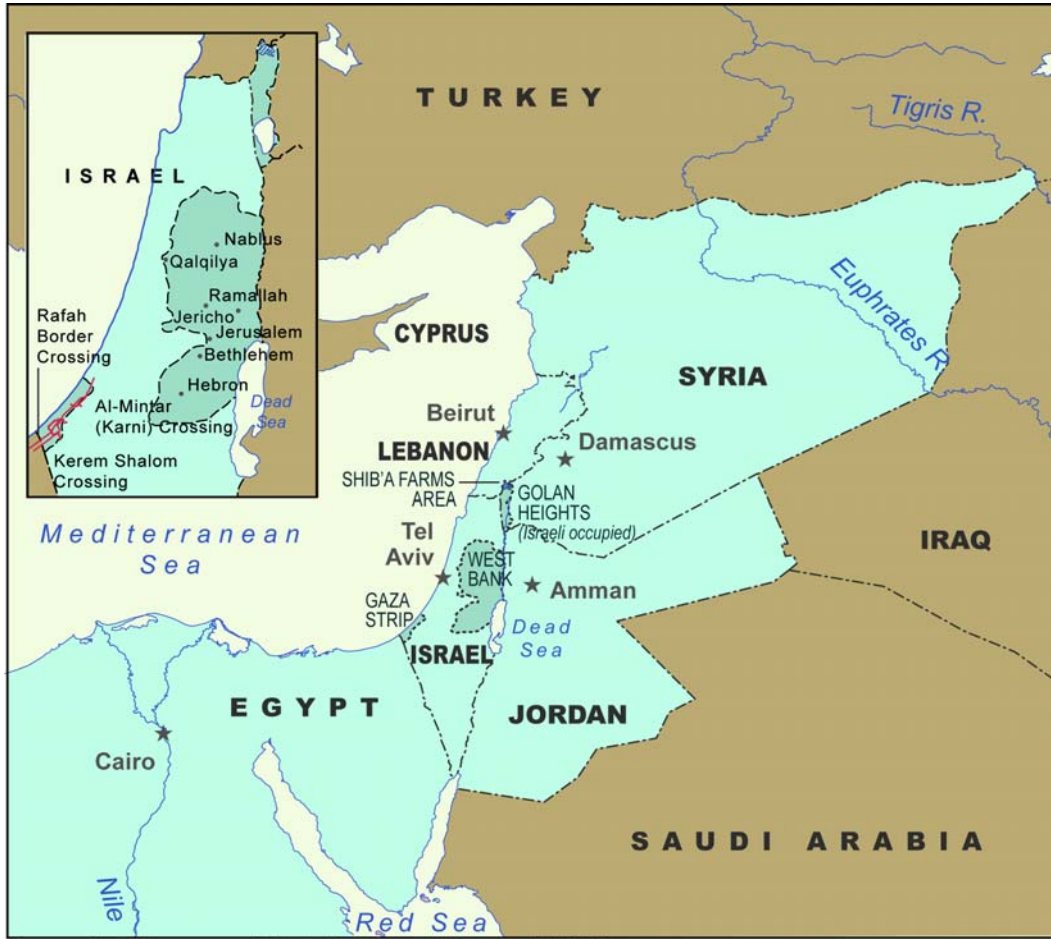 ISRAEL
Nablus
Qalqilya
Ramallah
Jericho
Jerusalem
Bethlehem
Hebron
Rafah
Border
Crossing
Al-Mintar
(Karni) Crossing
Dead
Sea
Kerem Shalom
Crossing
TURKEY
Tigris R.
Euphrates R.
CYPRUS
SYRIA
Beirut
LEBANON
Damascus
SHIB'A FARMS
AREA
GOLAN
HEIGHTS
(Israeli occupied)
Mediterranean
Sea
Tel
Aviv
WEST
BANK
IRAQ
Amman
GAZA
STRIP
Dead
Sea
ISRAEL
EGYPT
JORDAN
Cairo
SAUDI ARABIA
Nile
Red Sea